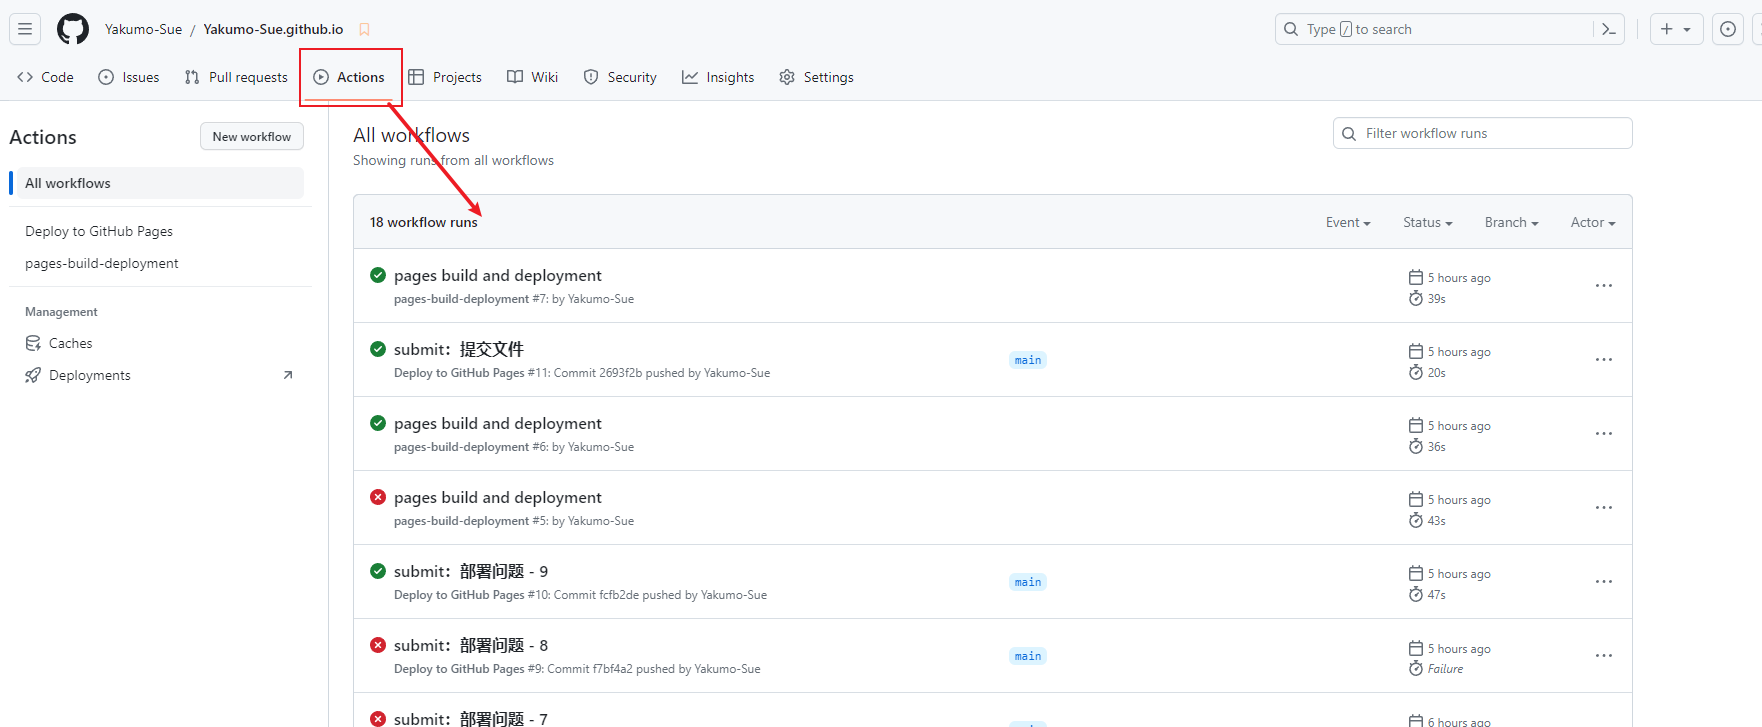 Yakumo-Sue / Yakumo-Sue.github.io
Type / to search
Code Issues Pull requests Actions Projects Wiki Security Insights Settings
Actions
New workflow
All workflows
Deploy to GitHub Pages
pages-build-deployment
Management
Caches
Deployments
All workflows
Showing runs from all workflows
Filter workflow runs
18 workflow runs
Event Status Branch Actor
pages build and deployment
pages-build-deployment #7: by Yakumo-Sue
5 hours ago
39s
submit：提交文件
Deploy to GitHub Pages #11: Commit 2693f2b pushed by Yakumo-Sue
main
5 hours ago
20s
pages build and deployment
pages-build-deployment #6: by Yakumo-Sue
5 hours ago
36s
pages build and deployment
pages-build-deployment #5: by Yakumo-Sue
5 hours ago
43s
submit：部署问题 - 9
Deploy to GitHub Pages #10: Commit fcfb2de pushed by Yakumo-Sue
main
5 hours ago
47s
submit：部署问题 - 8
Deploy to GitHub Pages #9: Commit f7bf4a2 pushed by Yakumo-Sue
main
5 hours ago
Failure
submit：部署问题 - 7
6 hours ago